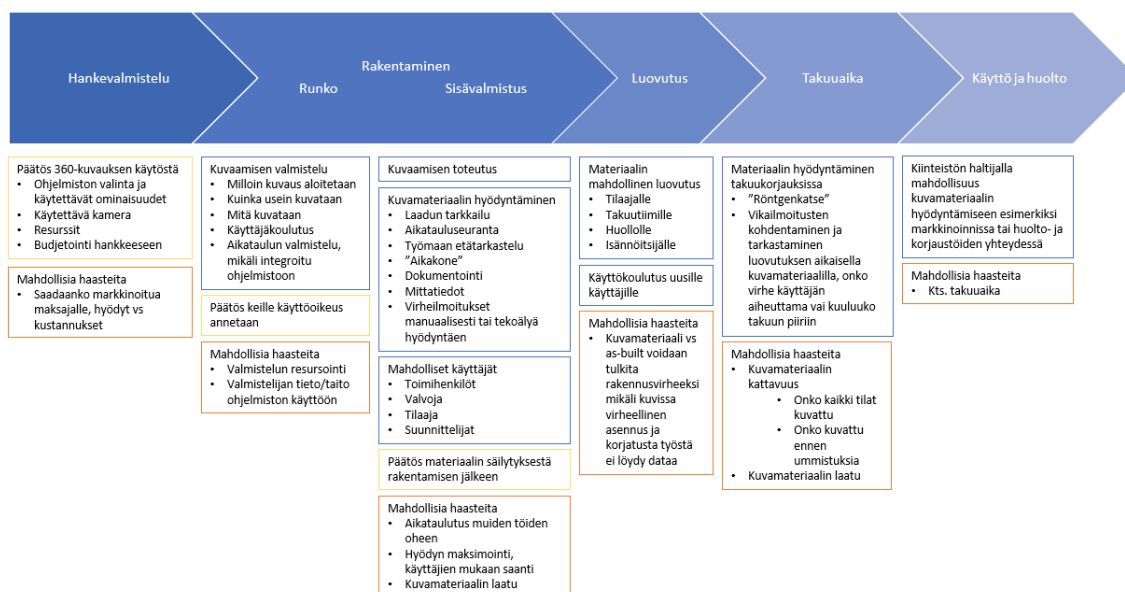 Hankevalmistelu
Rakentaminen
Runko
Sisävalmistus
Luovutus
Takuuaika
Käyttö ja huolto
Päätös 360-kuvauksen käytöstä
• Ohjelmiston valinta ja
käytettävät ominaisuudet
• Käytettävä kamera
• Resurssit
• Budjetointi hankkeeseen
Mahdollisia haasteita
• Saadaanko markkinoitua
maksajalle, hyödyt vs
kustannukset
Kuvaamisen valmistelu
• Milloin kuvaus aloitetaan
• Kuinka usein kuvataan
• Mitä kuvataan
• Käyttäjäkoulutus
• Aikataulun valmistelu,
mikäli integroitu
ohjelmistoon
Päätös keille käyttöoikeus
annetaan
Mahdollisia haasteita
• Valmistelun resursointi
• Valmistelijan tieto/taito
ohjelmiston käyttöön
Kuvaamisen toteutus
Kuvamateriaalin hyödyntäminen
• Laadun tarkkailu
• Aikatauluseuranta
• Työmaan etätarkastelu
• ”Aikakone”
• Dokumentointi
• Mittatiedot
• Virheilmoitukset
manuaalisesti tai tekoälyä
hyödyntäen
Mahdolliset käyttäjät
• Toimihenkilöt
• Valvoja
• Tilaaja
• Suunnittelijat
Päätös materiaalin säilytyksestä
rakentamisen jälkeen
Mahdollisia haasteita
• Aikataulutus muiden töiden
oheen
• Hyödyn maksimointi,
käyttäjien mukaan saanti
• Kuvamateriaalin laatu
Materiaalin
mahdollinen luovutus
• Tilaajalle
• Takuutiimille
• Huollolle
• Isännöitsijälle
Käyttökoulutus uusille
käyttäjille
Mahdollisia haasteita
• Kuvamateriaali vs
as-built voidaan
tulkita
rakennusvirheeksi
mikäli kuvissa
virheellinen
asennus ja
korjatusta työstä
ei löydy dataa
Materiaalin hyödyntäminen
takuukorjauksissa
• ”Röntgenkatse”
• Vikailmoitusten
kohdentaminen ja
tarkastaminen
luovutuksen aikaisella
kuvamateriaalilla, onko
virhe käyttäjän
aiheuttama vai kuuluuko
takuun piiriin
Mahdollisia haasteita
• Kuvamateriaalin
kattavuus
• Onko kaikki tilat
kuvattu
• Onko kuvattu
ennen
ummistuksia
• Kuvamateriaalin laatu
Kiinteistön haltijalla
mahdollisuus
kuvamateriaalin
hyödyntämiseen esimerkiksi
markkinoinnissa tai huolto- ja
korjaustöiden yhteydessä
Mahdollisia haasteita
• Kts. takuuaika